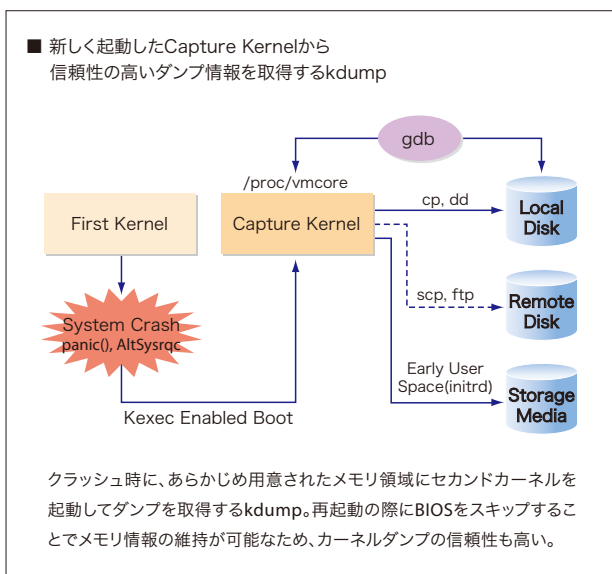 ■ 新しく起動したCapture Kernelから
信頼性の高いダンプ情報を取得するkdump
gdb
/proc/vmcore
First Kernel
Capture Kernel
cp, dd
Local
Disk
scp, ftp
Remote
Disk
System Crash
panic(), AltSysrqc
Early User
Space(initrd)
Storage
Media
Kexec Enabled Boot
クラッシュ時に、あらかじめ用意されたメモリ領域にセカンドカーネルを
起動してダンプを取得するkdump。再起動の際にBIOSをスキップするこ
とでメモリ情報の維持が可能なため、カーネルダンプの信頼性も高い。